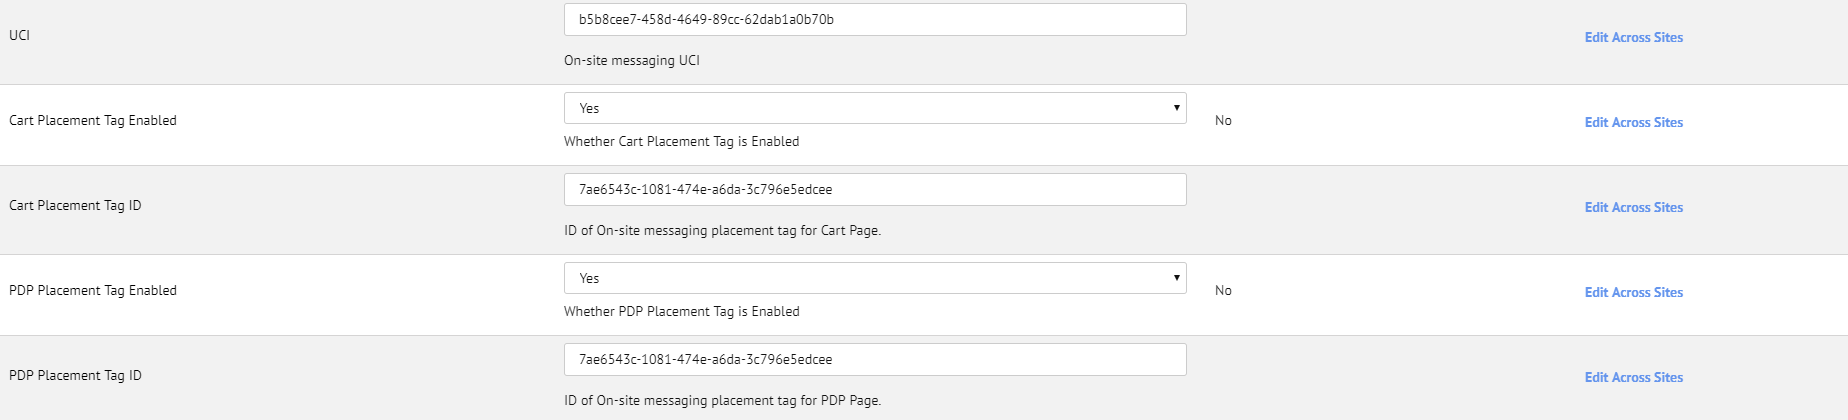 UCI
b5b8cee7-458d-4649-89cc-62dab1a0b70b
Edit Across Sites
On-site messaging UCI
Cart Placement Tag Enabled
Yes
No
Edit Across Sites
Whether Cart Placement Tag is Enabled
Cart Placement Tag ID
7ae6543c-1081-474e-a6da-3c796e5edcee
Edit Across Sites
ID of On-site messaging placement tag for Cart Page.
PDP Placement Tag Enabled
Yes
No
Edit Across Sites
Whether PDP Placement Tag is Enabled
PDP Placement Tag ID
7ae6543c-1081-474e-a6da-3c796e5edcee
Edit Across Sites
ID of On-site messaging placement tag for PDP Page.